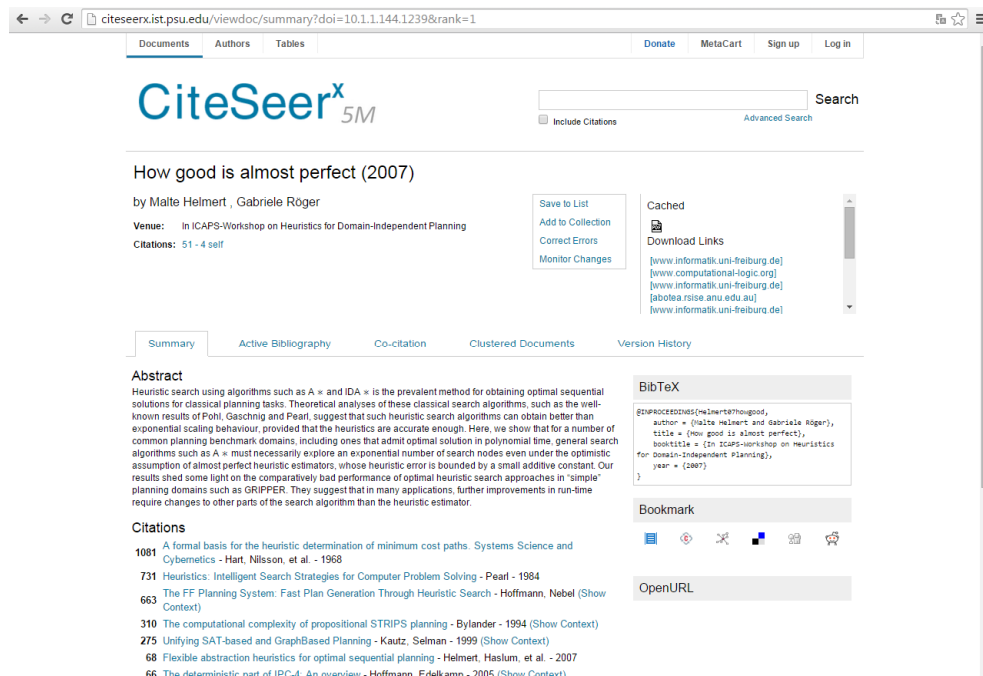 citeseerx.ist.psu.edu/viewdoc/summary?doi=10.1.1.144.1239&rank=1
Documents Authors Tables Donate MetaCart Sign up Log in
CiteSeerx 5M
Search
Include Citations
Advanced Search
How good is almost perfect (2007)
by Malte Helmert , Gabriele Röger
Venue: In ICAPS-Workshop on Heuristics for Domain-Independent Planning
Citations: 51 - 4 self
Save to List
Add to Collection
Correct Errors
Monitor Changes
Cached
Download Links
[www.informatik.uni-freiburg.de]
[www.computational-logic.org]
[www.informatik.uni-freiburg.de]
[abotea.rsise.anu.edu.au]
[www.informatik.uni-freiburg.de]
Summary Active Bibliography Co-citation Clustered Documents Version History
Abstract
Heuristic search using algorithms such as A ∗ and IDA ∗ is the prevalent method for obtaining optimal sequential
solutions for classical planning tasks. Theoretical analyses of these classical search algorithms, such as the well-
known results of Pohl, Gaschnig and Pearl, suggest that such heuristic search algorithms can obtain better than
exponential scaling behaviour, provided that the heuristics are accurate enough. Here, we show that for a number of
common planning benchmark domains, including ones that admit optimal solution in polynomial time, general search
algorithms such as A ∗ must necessarily explore an exponential number of search nodes even under the optimistic
assumption of almost perfect heuristic estimators, whose heuristic error is bounded by a small additive constant. Our
results shed some light on the comparatively bad performance of optimal heuristic search approaches in “simple”
planning domains such as GRIPPER. They suggest that in many applications, further improvements in run-time
require changes to other parts of the search algorithm than the heuristic estimator.
Citations
1081 A formal basis for the heuristic determination of minimum cost paths. Systems Science and
Cybernetics - Hart, Nilsson, et al. - 1968
731 Heuristics: Intelligent Search Strategies for Computer Problem Solving - Pearl - 1984
663 The FF Planning System: Fast Plan Generation Through Heuristic Search - Hoffmann, Nebel (Show
Context)
310 The computational complexity of propositional STRIPS planning - Bylander - 1994 (Show Context)
275 Unifying SAT-based and GraphBased Planning - Kautz, Selman - 1999 (Show Context)
68 Flexible abstraction heuristics for optimal sequential planning - Helmert, Haslum, et al. - 2007
66 The deterministic part of IPC-4: An overview - Hoffmann, Edelkamp - 2005 (Show Context)
BibTeX
@INPROCEEDINGS{Helmert07howgood,
author = {Malte Helmert and Gabriele Röger},
title = {How good is almost perfect},
booktitle = {In ICAPS-Workshop on Heuristics
for Domain-Independent Planning},
year = {2007}
}
Bookmark
OpenURL